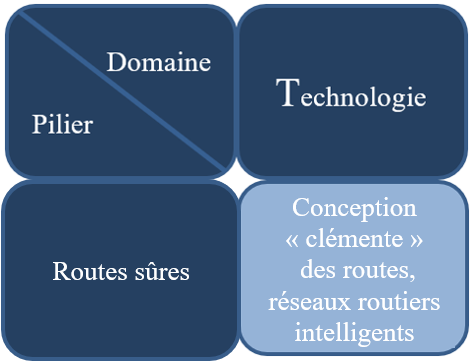 Domaine
Pilier
Technologie
Routes sûres
Conception
« clémente »
des routes,
réseaux routiers
intelligents